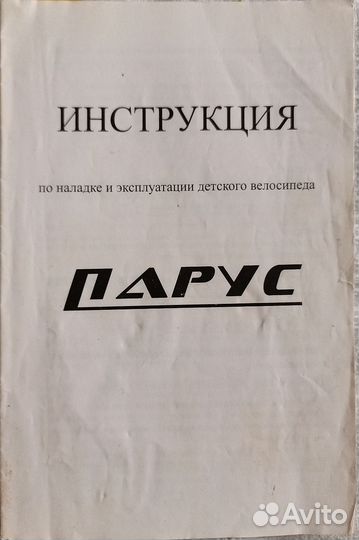 ИНСТРУКЦИЯ
по наладке и эксплуатации детского велосипеда
ПАРУС
Avito